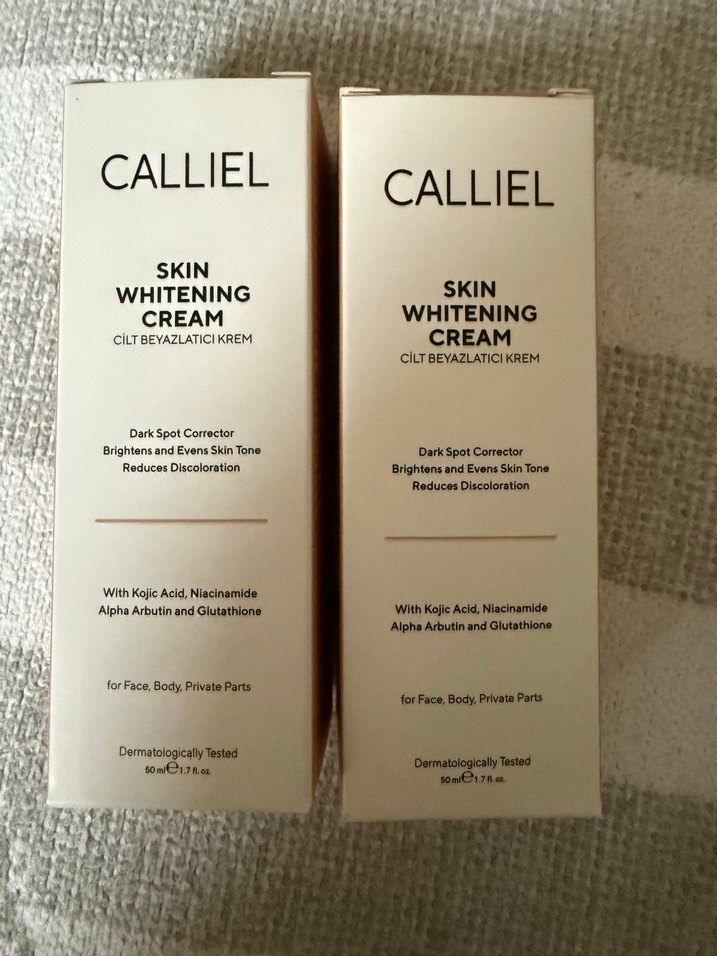 CALLIEL
SKIN
WHITENING
CREAM
CİLT BEYAZLATICI KREM
Dark Spot Corrector
Brightens and Evens Skin Tone
Reduces Discoloration
With Kojic Acid, Niacinamide
Alpha Arbutin and Glutathione
for Face, Body, Private Parts
Dermatologically Tested
50 ml ℮ 1.7 fl. oz.
CALLIEL
SKIN
WHITENING
CREAM
CİLT BEYAZLATICI KREM
Dark Spot Corrector
Brightens and Evens Skin Tone
Reduces Discoloration
With Kojic Acid, Niacinamide
Alpha Arbutin and Glutathione
for Face, Body, Private Parts
Dermatologically Tested
50 ml ℮ 1.7 fl. oz.